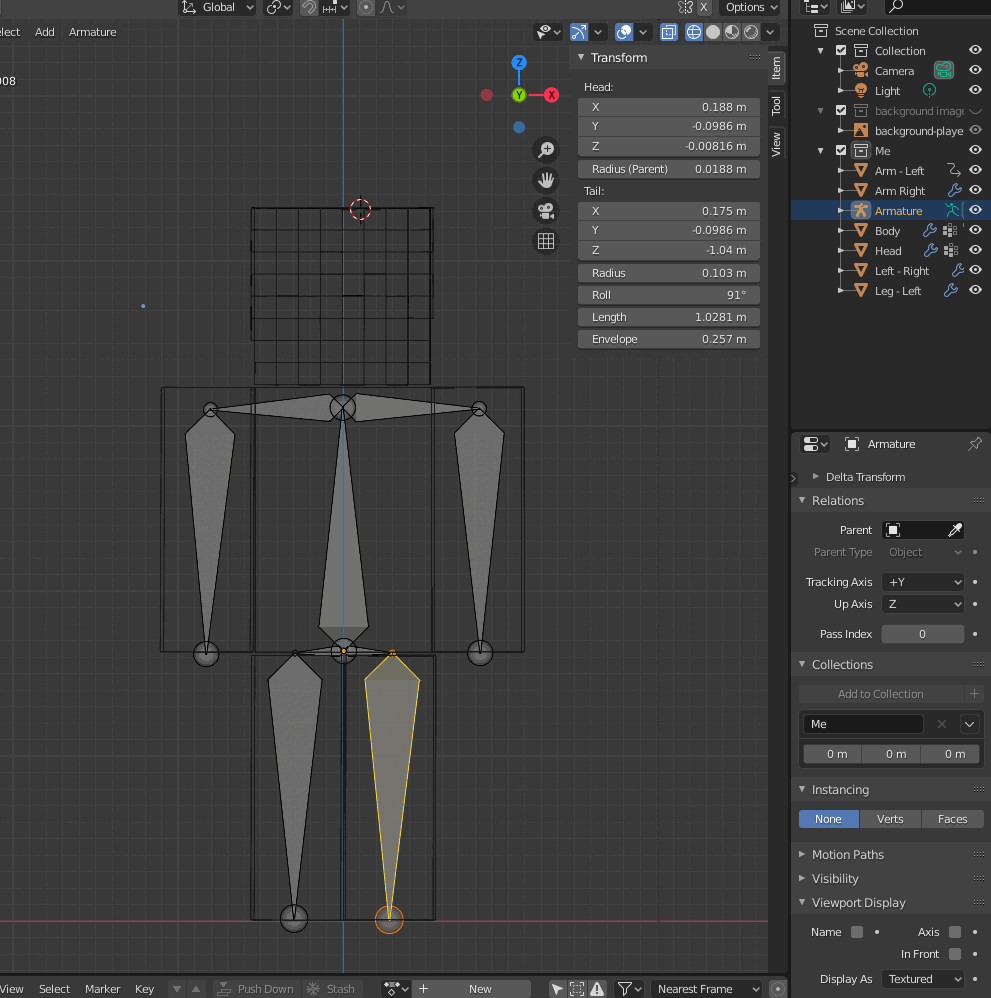 Global
X
Options
lect Add Armature
008
Z
Y
X
Transform
Head:
X 0.188 m
Y -0.0986 m
Z -0.00816 m
Radius (Parent) 0.0188 m
Tail:
X 0.175 m
Y -0.0986 m
Z -1.04 m
Radius 0.103 m
Roll 91°
Length 1.0281 m
Envelope 0.257 m
Item
Tool
View
Scene Collection
Collection
Camera
Light
background image
background-playe
Me
Arm - Left
Arm Right
Armature
Body
Head
Left - Right
Leg - Left
Armature
Delta Transform
Relations
Parent
Parent Type Object
Tracking Axis +Y
Up Axis Z
Pass Index 0
Collections
Add to Collection +
Me
0 m 0 m 0 m
Instancing
None Verts Faces
Motion Paths
Visibility
Viewport Display
Name Axis
In Front
Display As Textured
View Select Marker Key Push Down Stash + New Nearest Frame